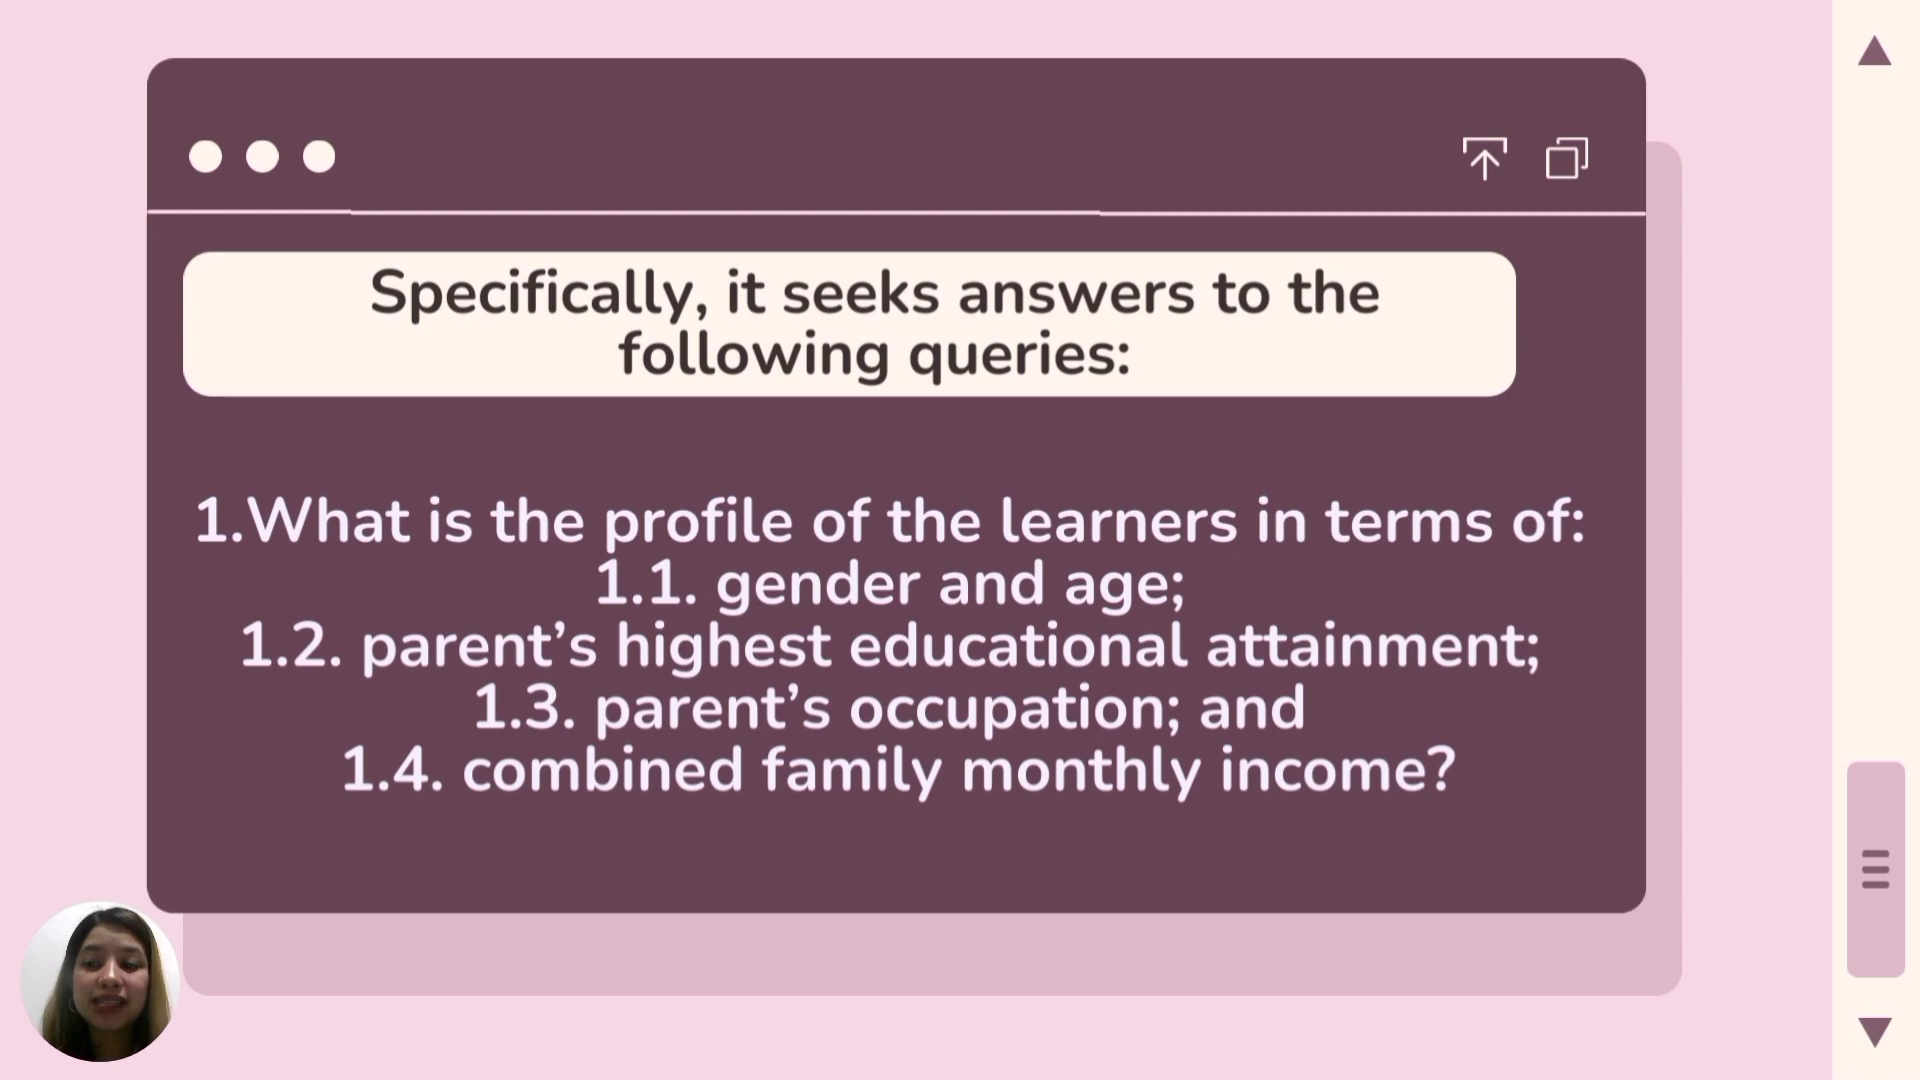 Specifically, it seeks answers to the
following queries:
1.What is the profile of the learners in terms of:
1.1. gender and age;
1.2. parent’s highest educational attainment;
1.3. parent’s occupation; and
1.4. combined family monthly income?